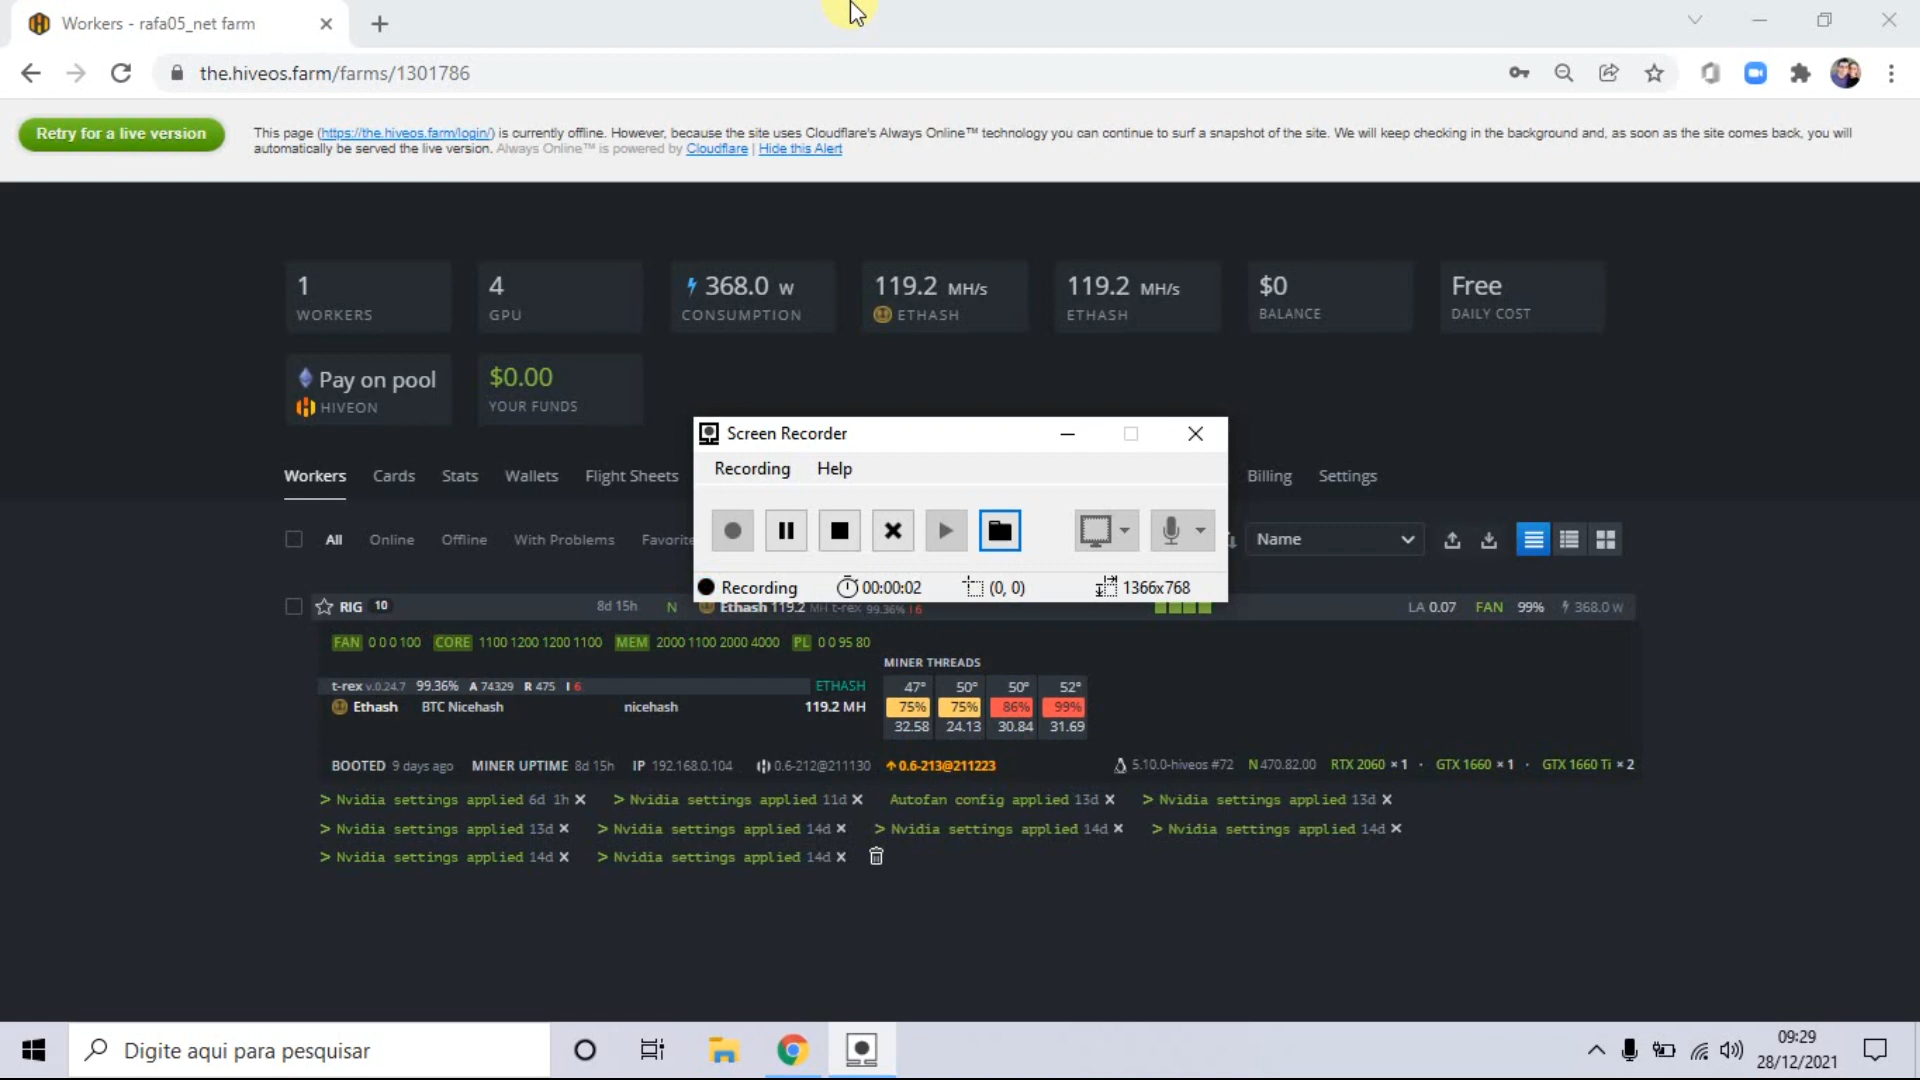 Workers - rafa05_net farm
the.hiveos.farm/farms/1301786
Retry for a live version
This page (https://the.hiveos.farm/login/) is currently offline. However, because the site uses Cloudflare's Always Online™ technology you can continue to surf a snapshot of the site. We will keep checking in the background and, as soon as the site comes back, you will
automatically be served the live version. Always Online™ is powered by Cloudflare | Hide this Alert
1 4 368.0 W 119.2 MH/s 119.2 MH/s $0 Free
WORKERS GPU CONSUMPTION ETHASH ETHASH BALANCE DAILY COST
Pay on pool $0.00
HIVEON YOUR FUNDS
Screen Recorder
Recording Help
Workers Cards Stats Wallets Flight Sheets Billing Settings
All Online Offline With Problems Favorite Name
Recording 00:00:02 (0, 0) 1366x768
RIG 10 8d 15h N Ethash 119.2 MH t-rex 99.36% I 6 LA 0.07 FAN 99% 368.0 W
FAN 0 0 0 100 CORE 1100 1200 1200 1100 MEM 2000 1100 2000 4000 PL 0 0 95 80
MINER THREADS
t-rex v.0.24.7 99.36% A 74329 R 475 I 6 ETHASH 47° 50° 50° 52°
Ethash BTC Nicehash nicehash 119.2 MH 75% 75% 86% 99%
32.58 24.13 30.84 31.69
BOOTED 9 days ago MINER UPTIME 8d 15h IP 192.168.0.104 0.6-212@211130 0.6-213@211223 5.10.0-hiveos #72 N 470.82.00 RTX 2060 × 1 · GTX 1660 × 1 · GTX 1660 Ti × 2
> Nvidia settings applied 6d 1h > Nvidia settings applied 11d Autofan config applied 13d > Nvidia settings applied 13d
> Nvidia settings applied 13d > Nvidia settings applied 14d > Nvidia settings applied 14d > Nvidia settings applied 14d
> Nvidia settings applied 14d > Nvidia settings applied 14d
Digite aqui para pesquisar
09:29
28/12/2021